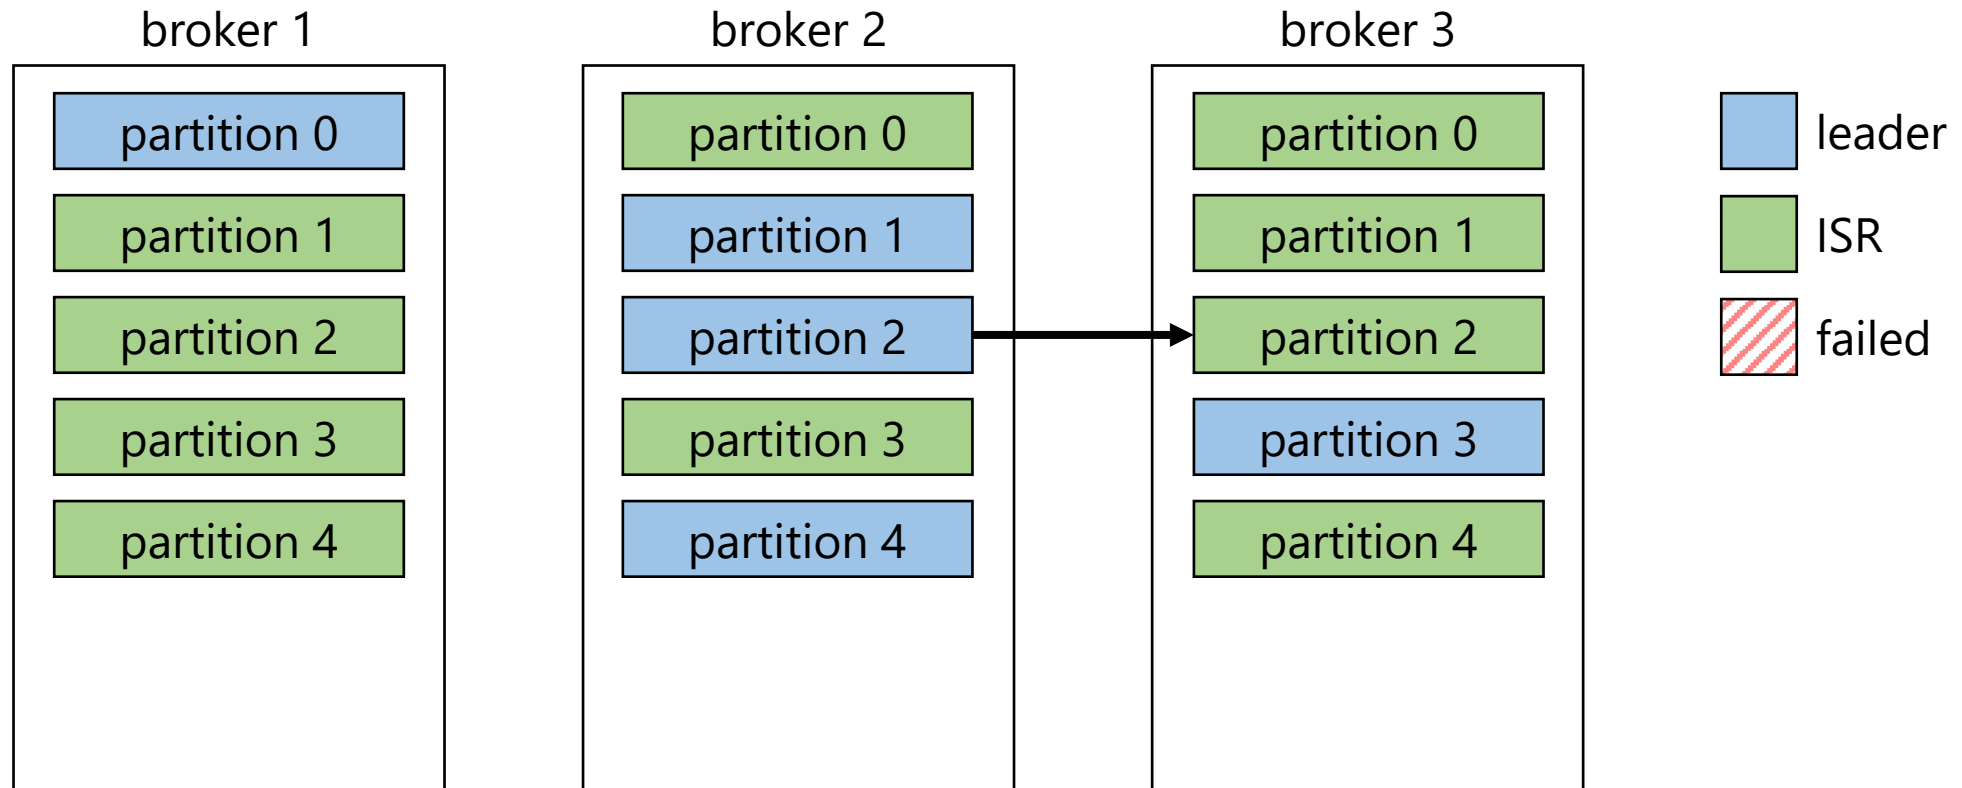 broker 1
partition 0
partition 1
partition 2
partition 3
partition 4
broker 2
partition 0
partition 1
partition 2
partition 3
partition 4
broker 3
partition 0
partition 1
partition 2
partition 3
partition 4
leader
ISR
failed